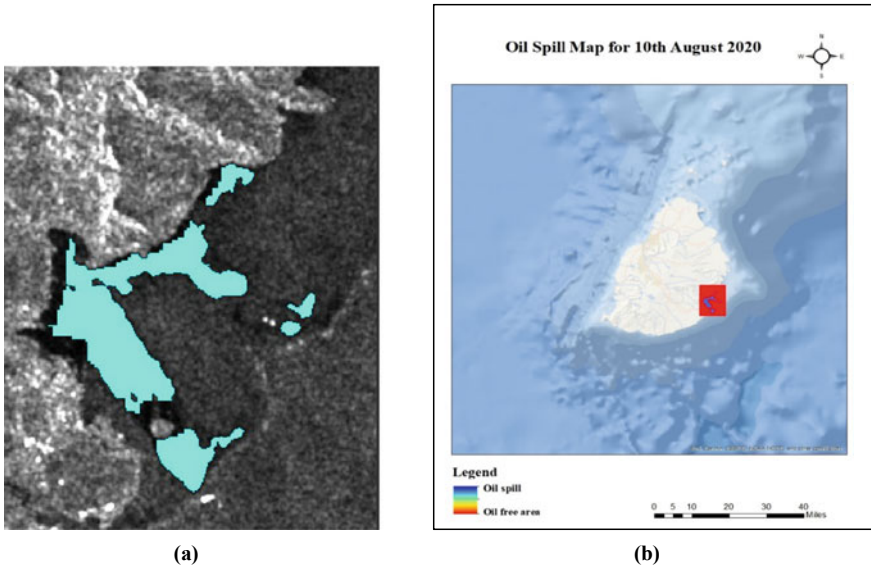 Oil Spill Map for 10th August 2020
N
W E
S
Legend
Oil spill
Oil free area
0 5 10 20 30 40
Miles
(a) (b)